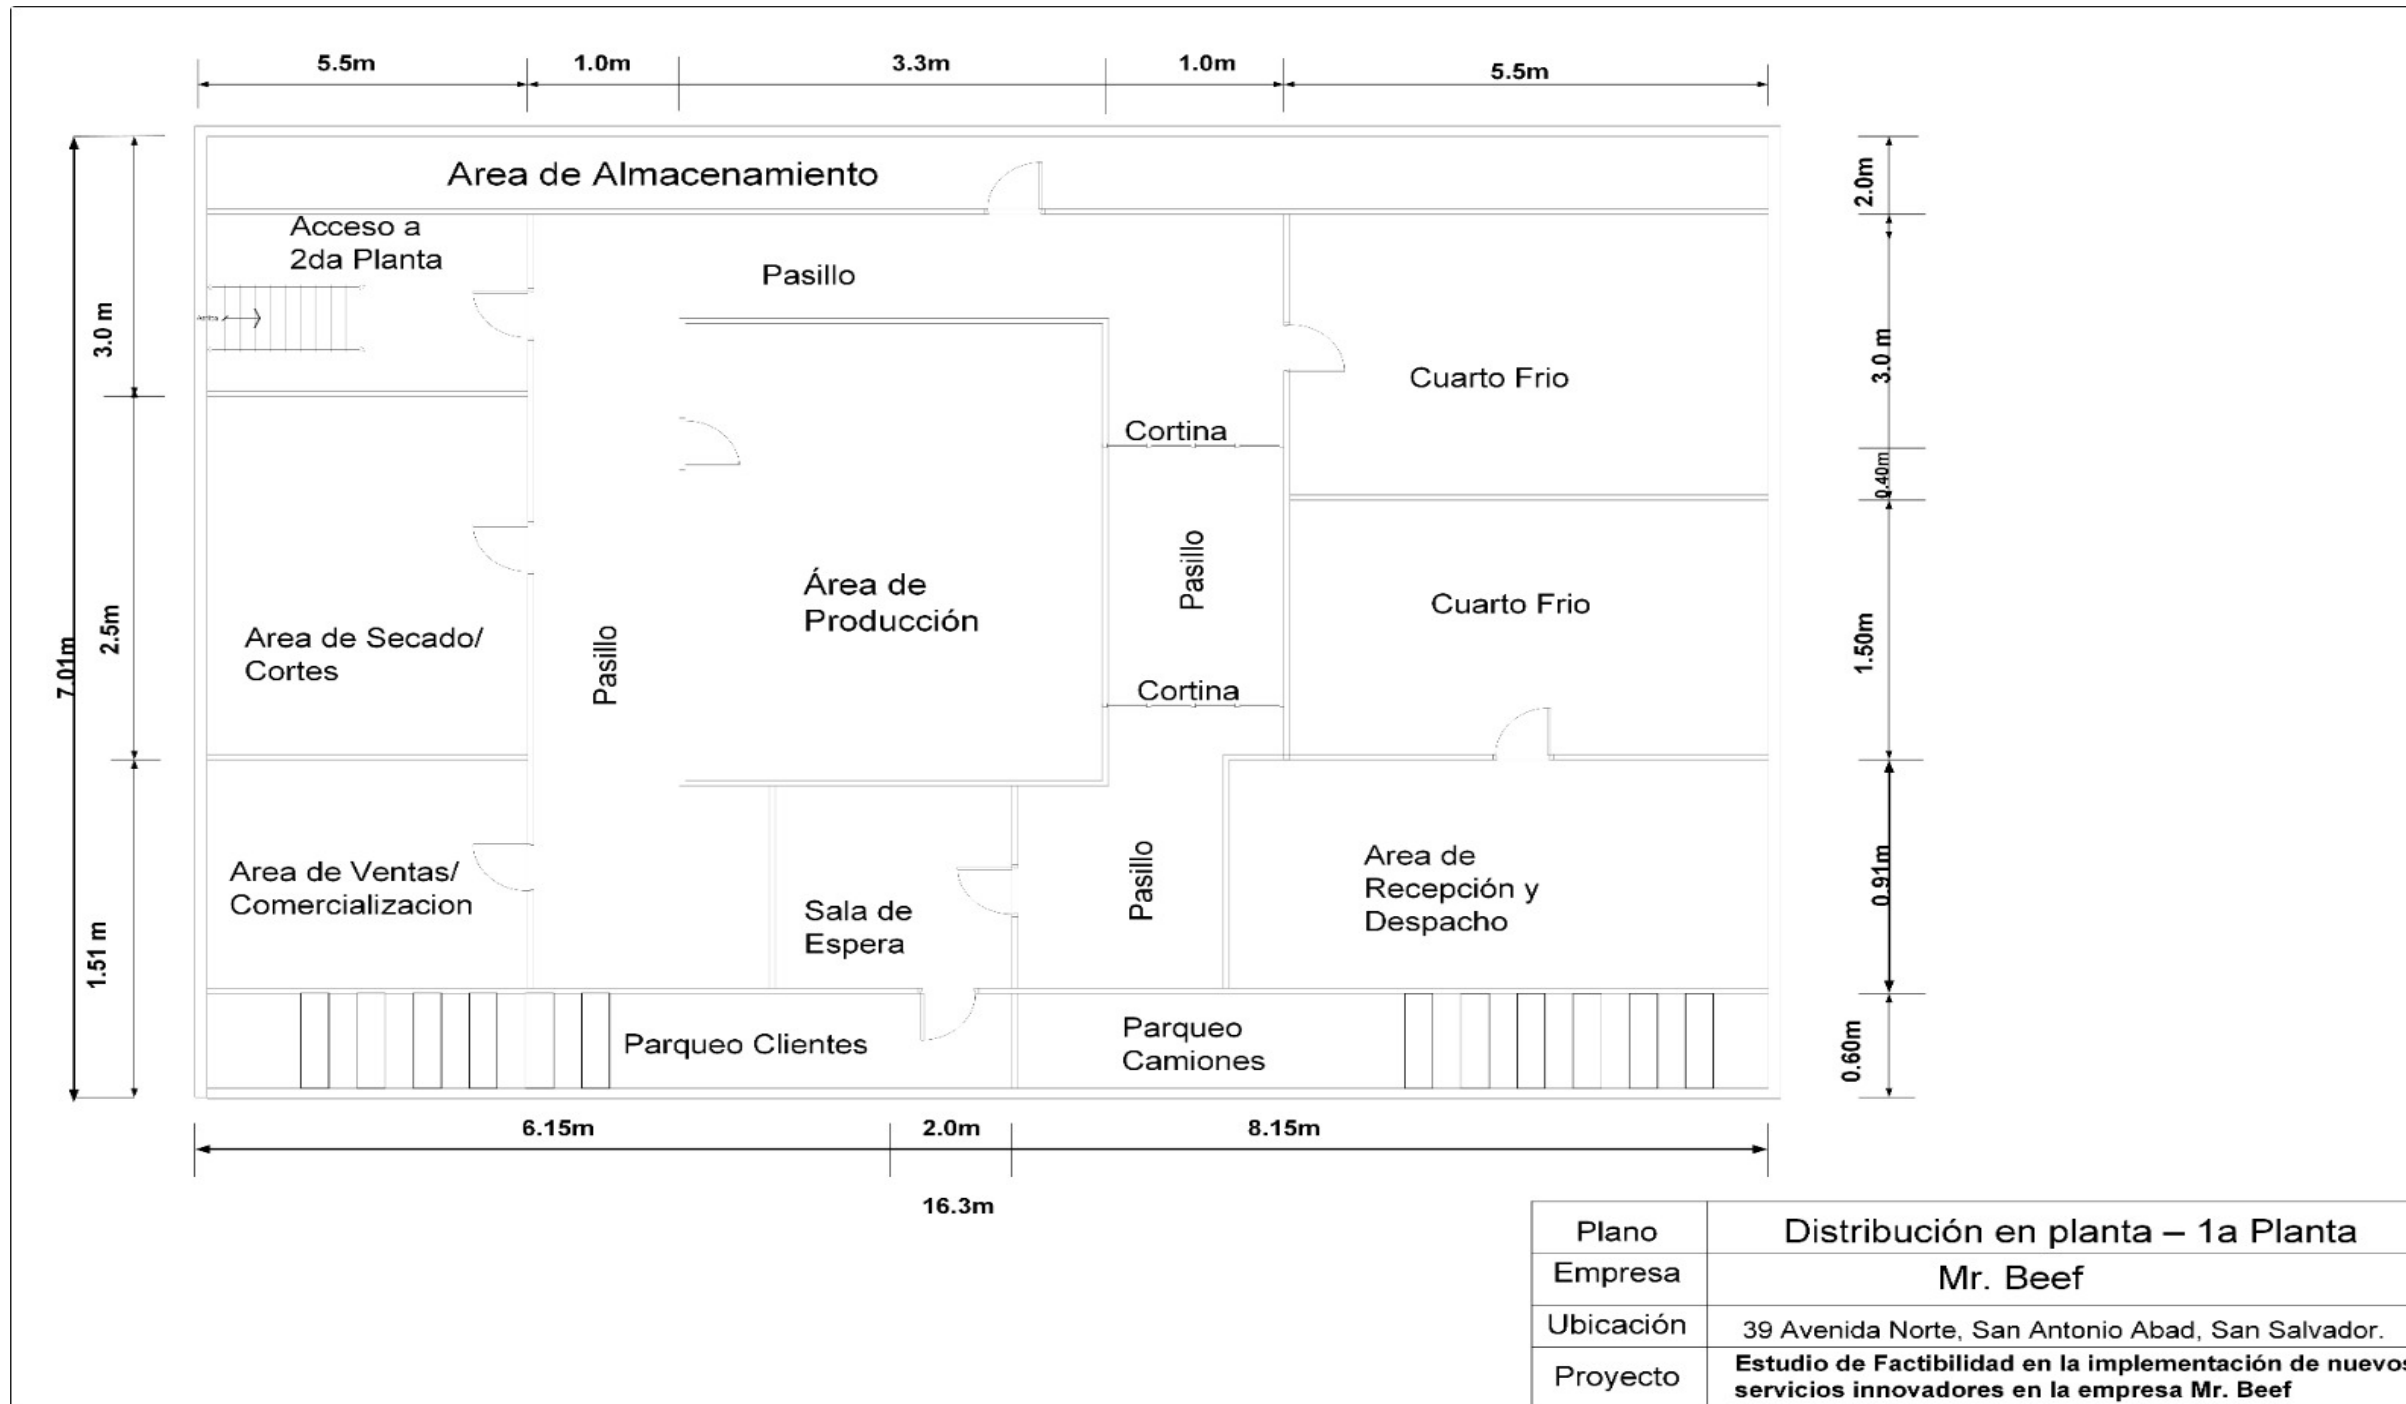 5.5m
1.0m
3.3m
1.0m
5.5m
Area de Almacenamiento
2.0m
Acceso a
2da Planta
Pasillo
3.0 m
3.0 m
Cuarto Frio
Cortina
0.40m
Pasillo
Área de
Producción
Cuarto Frio
2.5m
7.01m
Area de Secado/
Cortes
Pasillo
1.50m
Cortina
Area de Ventas/
Comercializacion
Sala de
Espera
Pasillo
Area de
Recepción y
Despacho
0.91m
1.51 m
Parqueo Clientes
Parqueo
Camiones
0.60m
6.15m
2.0m
8.15m
16.3m
Plano
Distribución en planta – 1a Planta
Empresa
Mr. Beef
Ubicación
39 Avenida Norte, San Antonio Abad, San Salvador.
Proyecto
Estudio de Factibilidad en la implementación de nuevos
servicios innovadores en la empresa Mr. Beef